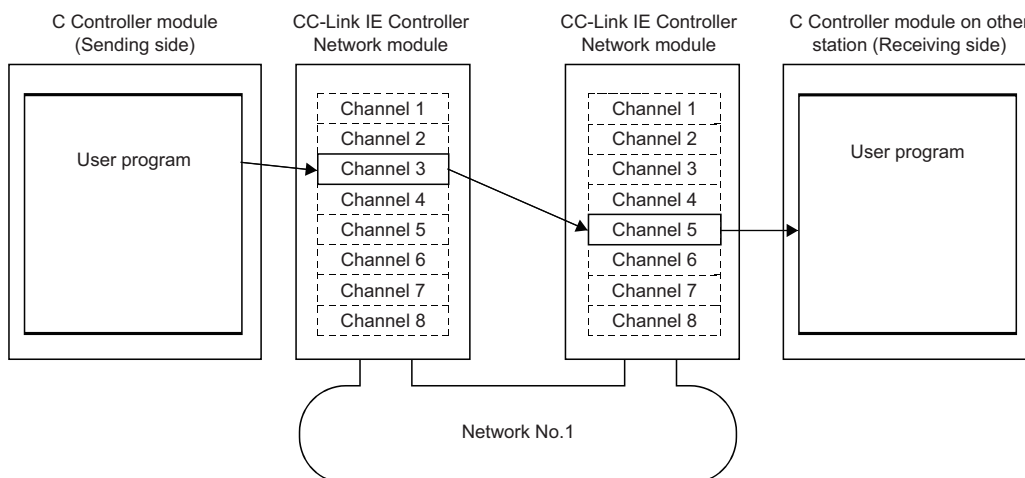 C Controller module
(Sending side)
CC-Link IE Controller
Network module
CC-Link IE Controller
Network module
C Controller module on other
station (Receiving side)
User program
Channel 1
Channel 2
Channel 3
Channel 4
Channel 5
Channel 6
Channel 7
Channel 8
Channel 1
Channel 2
Channel 3
Channel 4
Channel 5
Channel 6
Channel 7
Channel 8
User program
Network No.1